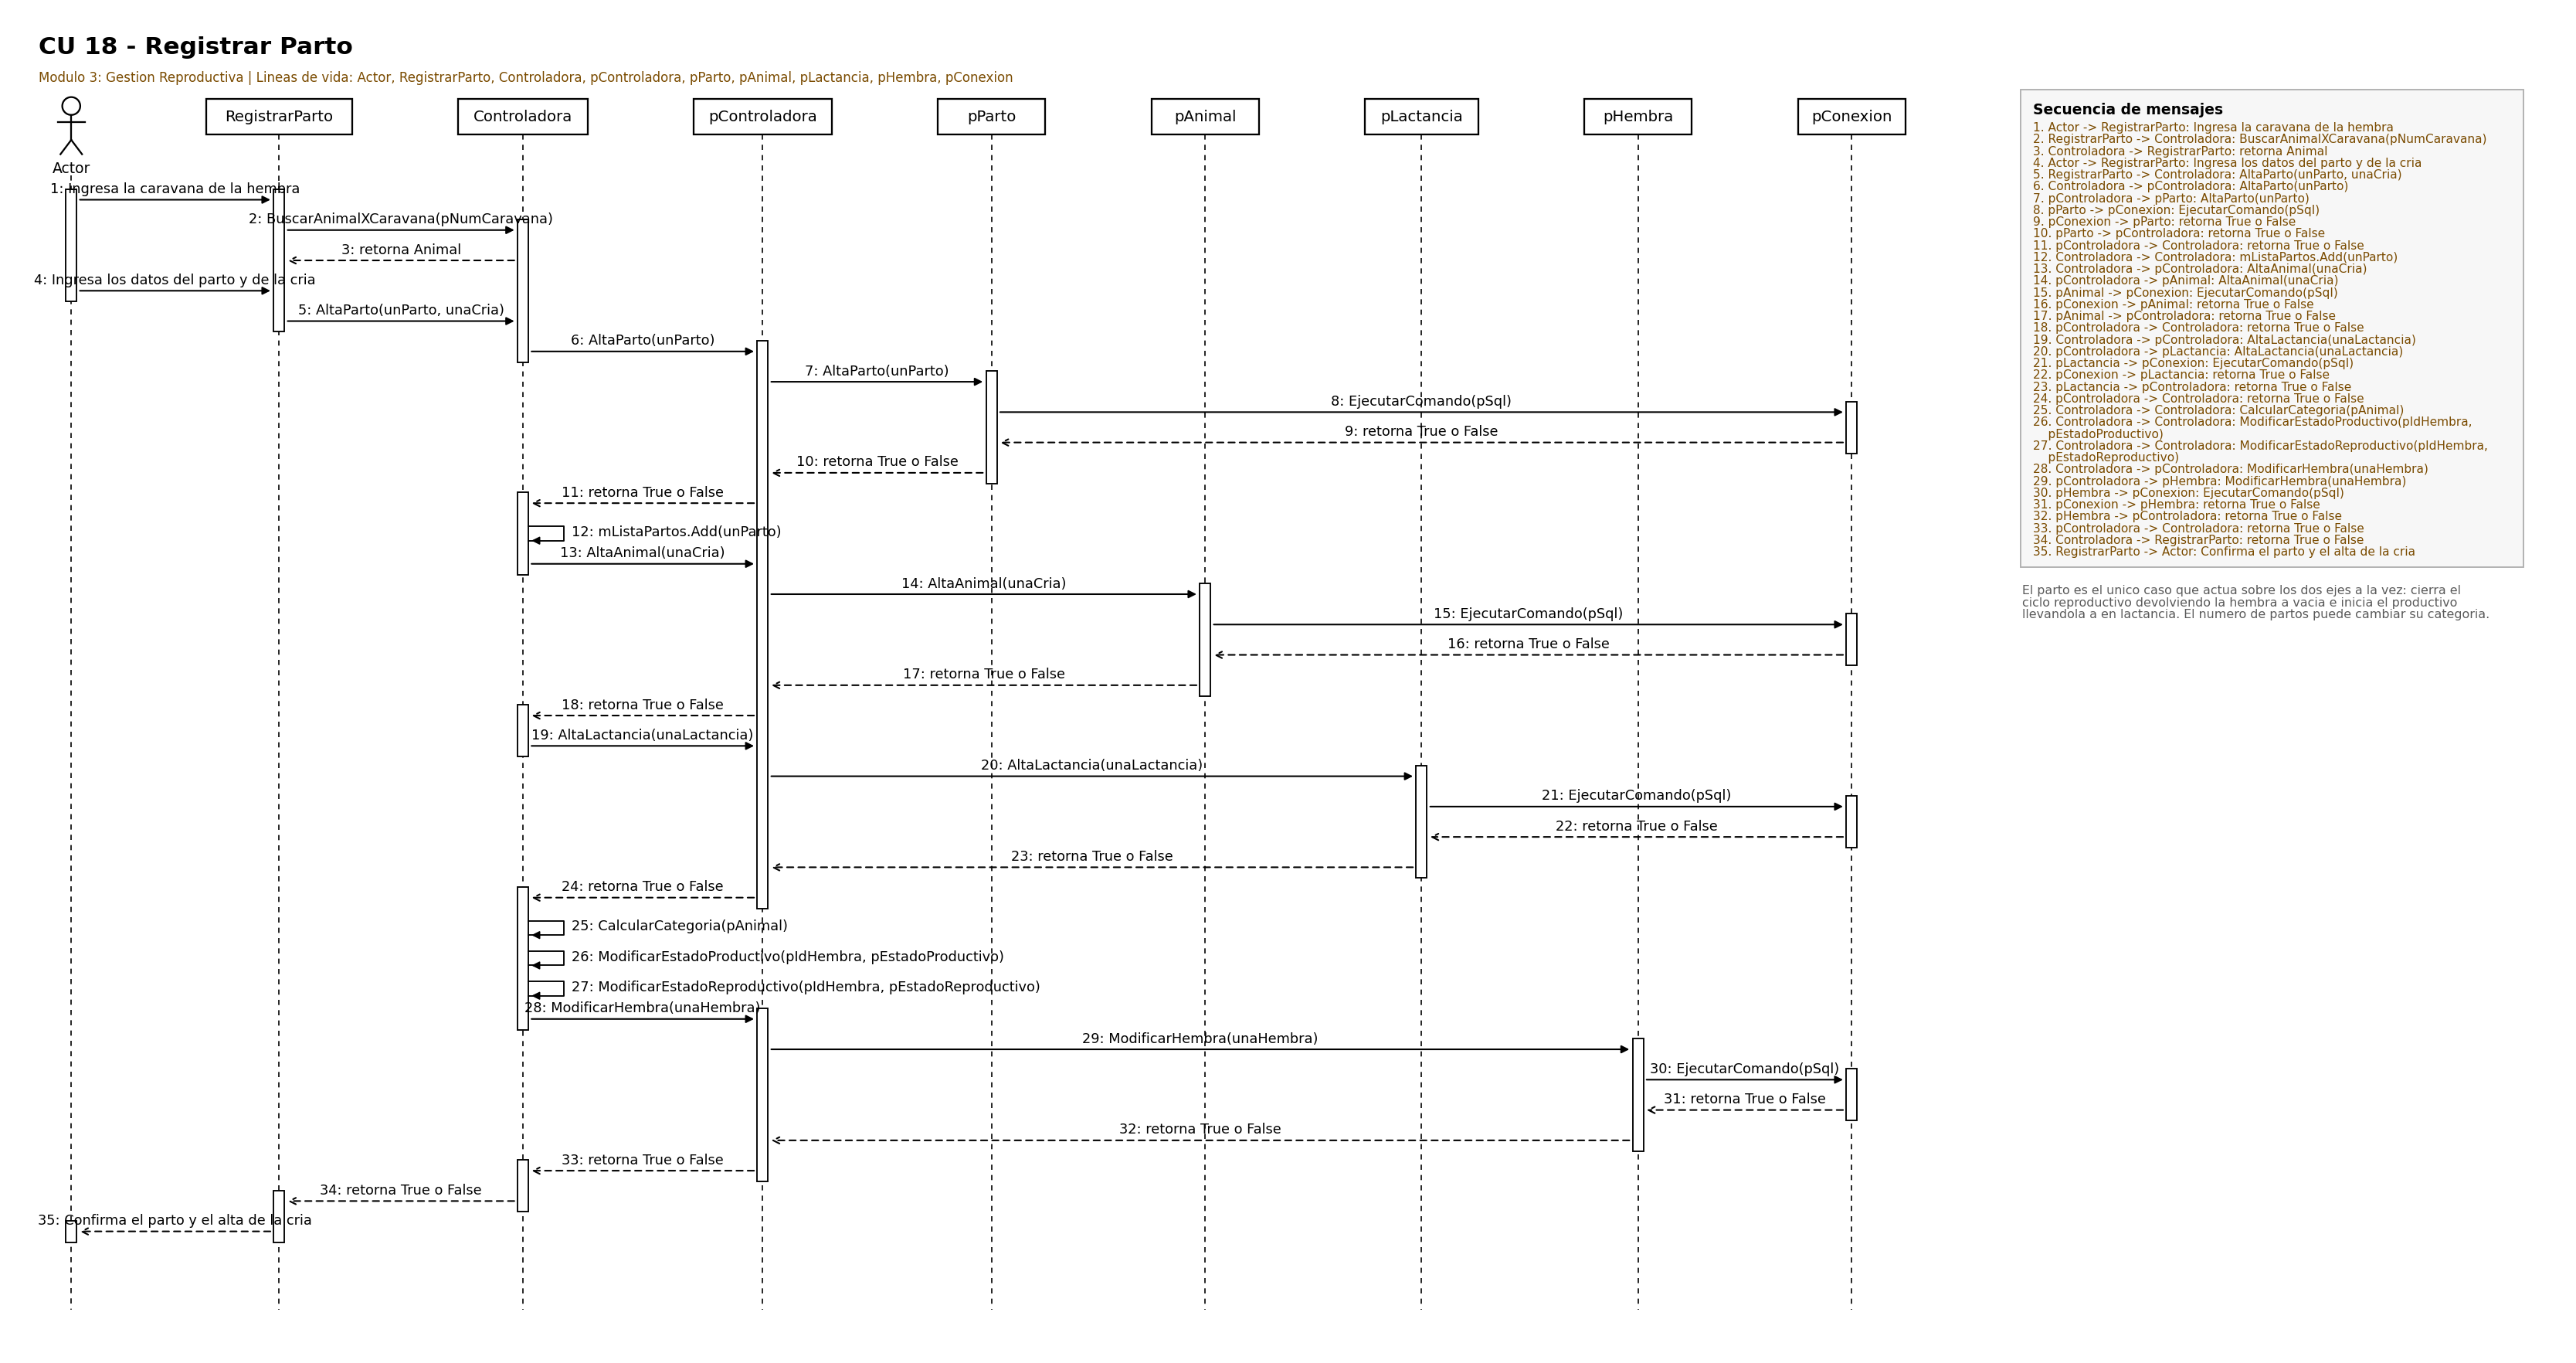 CU 18 - Registrar Parto
Modulo 3: Gestion Reproductiva | Lineas de vida: Actor, RegistrarParto, Controladora, pControladora, pParto, pAnimal, pLactancia, pHembra, pConexion
RegistrarParto
Controladora
pControladora
pParto
pAnimal
pLactancia
pHembra
pConexion
Actor
1: Ingresa la caravana de la hembra
2: BuscarAnimalXCaravana(pNumCaravana)
3: retorna Animal
4: Ingresa los datos del parto y de la cria
5: AltaParto(unParto, unaCria)
6: AltaParto(unParto)
7: AltaParto(unParto)
8: EjecutarComando(pSql)
9: retorna True o False
10: retorna True o False
11: retorna True o False
12: mListaPartos.Add(unParto)
13: AltaAnimal(unaCria)
14: AltaAnimal(unaCria)
15: EjecutarComando(pSql)
16: retorna True o False
17: retorna True o False
18: retorna True o False
19: AltaLactancia(unaLactancia)
20: AltaLactancia(unaLactancia)
21: EjecutarComando(pSql)
22: retorna True o False
23: retorna True o False
24: retorna True o False
25: CalcularCategoria(pAnimal)
26: ModificarEstadoProductivo(pIdHembra, pEstadoProductivo)
27: ModificarEstadoReproductivo(pIdHembra, pEstadoReproductivo)
28: ModificarHembra(unaHembra)
29: ModificarHembra(unaHembra)
30: EjecutarComando(pSql)
31: retorna True o False
32: retorna True o False
33: retorna True o False
34: retorna True o False
35: Confirma el parto y el alta de la cria
Secuencia de mensajes
1. Actor -> RegistrarParto: Ingresa la caravana de la hembra
2. RegistrarParto -> Controladora: BuscarAnimalXCaravana(pNumCaravana)
3. Controladora -> RegistrarParto: retorna Animal
4. Actor -> RegistrarParto: Ingresa los datos del parto y de la cria
5. RegistrarParto -> Controladora: AltaParto(unParto, unaCria)
6. Controladora -> pControladora: AltaParto(unParto)
7. pControladora -> pParto: AltaParto(unParto)
8. pParto -> pConexion: EjecutarComando(pSql)
9. pConexion -> pParto: retorna True o False
10. pParto -> pControladora: retorna True o False
11. pControladora -> Controladora: retorna True o False
12. Controladora -> Controladora: mListaPartos.Add(unParto)
13. Controladora -> pControladora: AltaAnimal(unaCria)
14. pControladora -> pAnimal: AltaAnimal(unaCria)
15. pAnimal -> pConexion: EjecutarComando(pSql)
16. pConexion -> pAnimal: retorna True o False
17. pAnimal -> pControladora: retorna True o False
18. pControladora -> Controladora: retorna True o False
19. Controladora -> pControladora: AltaLactancia(unaLactancia)
20. pControladora -> pLactancia: AltaLactancia(unaLactancia)
21. pLactancia -> pConexion: EjecutarComando(pSql)
22. pConexion -> pLactancia: retorna True o False
23. pLactancia -> pControladora: retorna True o False
24. pControladora -> Controladora: retorna True o False
25. Controladora -> Controladora: CalcularCategoria(pAnimal)
26. Controladora -> Controladora: ModificarEstadoProductivo(pIdHembra,
pEstadoProductivo)
27. Controladora -> Controladora: ModificarEstadoReproductivo(pIdHembra,
pEstadoReproductivo)
28. Controladora -> pControladora: ModificarHembra(unaHembra)
29. pControladora -> pHembra: ModificarHembra(unaHembra)
30. pHembra -> pConexion: EjecutarComando(pSql)
31. pConexion -> pHembra: retorna True o False
32. pHembra -> pControladora: retorna True o False
33. pControladora -> Controladora: retorna True o False
34. Controladora -> RegistrarParto: retorna True o False
35. RegistrarParto -> Actor: Confirma el parto y el alta de la cria
El parto es el unico caso que actua sobre los dos ejes a la vez: cierra el
ciclo reproductivo devolviendo la hembra a vacia e inicia el productivo
llevandola a en lactancia. El numero de partos puede cambiar su categoria.